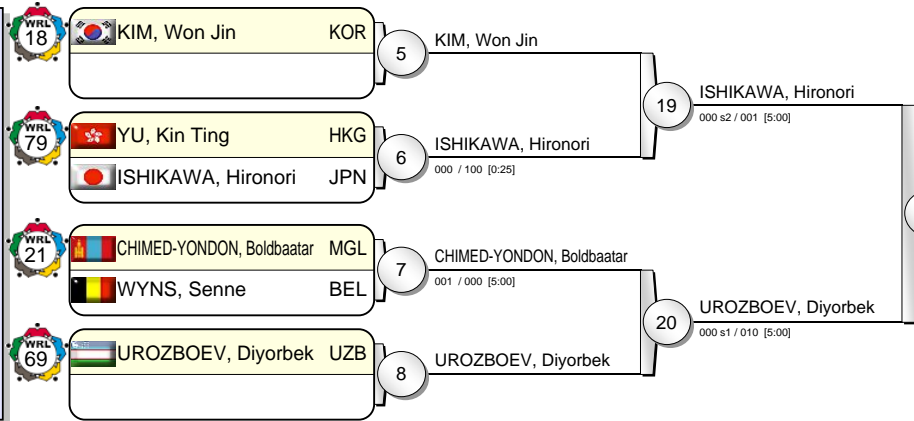 WRL
18
KIM, Won Jin KOR
5
KIM, Won Jin
19
ISHIKAWA, Hironori
000 s2 / 001 [5:00]
WRL
79
YU, Kin Ting HKG
ISHIKAWA, Hironori JPN
6
ISHIKAWA, Hironori
000 / 100 [0:25]
WRL
21
CHIMED-YONDON, Boldbaatar MGL
WYNS, Senne BEL
7
CHIMED-YONDON, Boldbaatar
001 / 000 [5:00]
20
UROZBOEV, Diyorbek
000 s1 / 010 [5:00]
WRL
69
UROZBOEV, Diyorbek UZB
8
UROZBOEV, Diyorbek